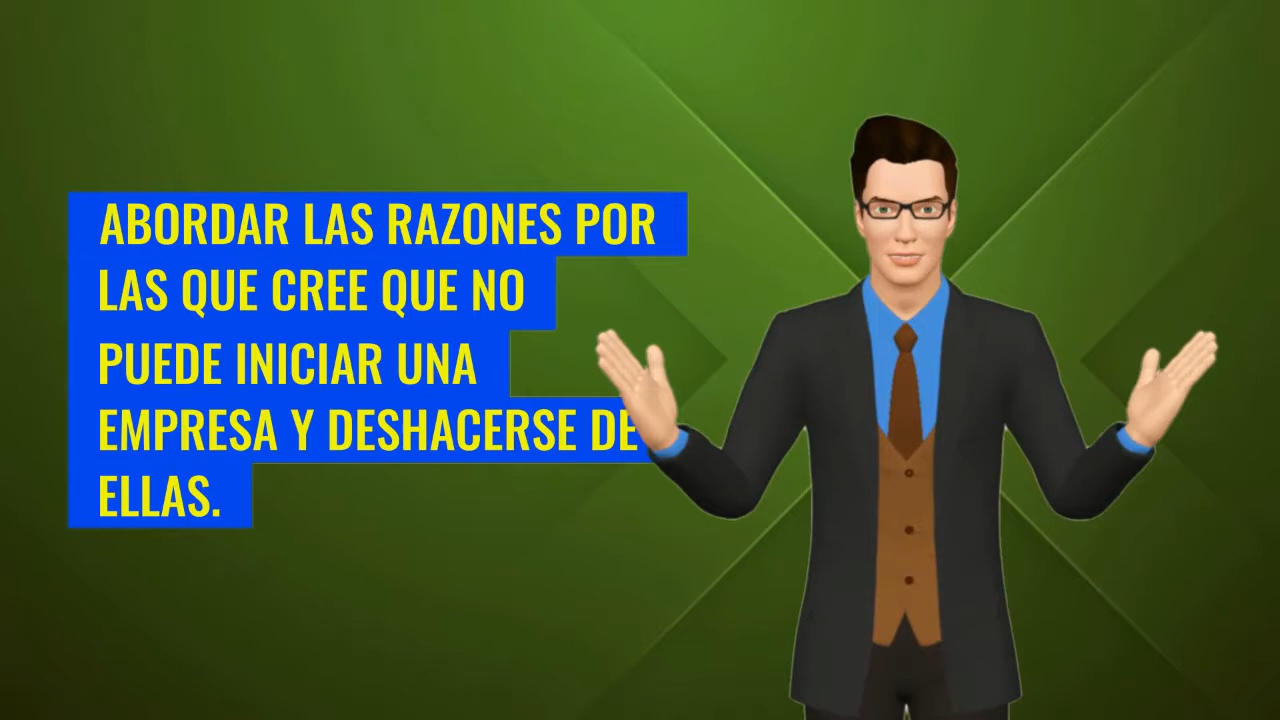 ABORDAR LAS RAZONES POR
LAS QUE CREE QUE NO
PUEDE INICIAR UNA
EMPRESA Y DESHACERSE DE
ELLAS.